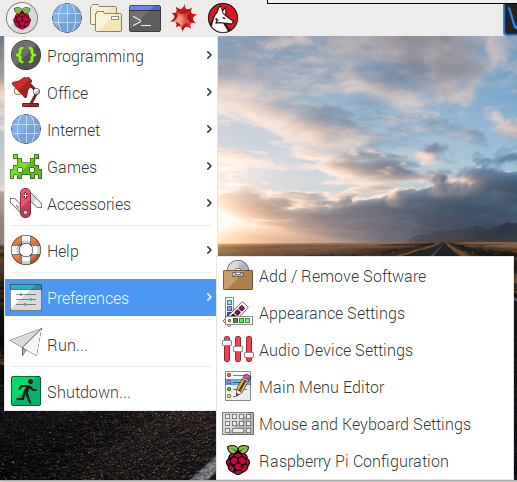 Programming
Office
Internet
Games
Accessories
Help
Preferences
Run...
Shutdown...
Add / Remove Software
Appearance Settings
Audio Device Settings
Main Menu Editor
Mouse and Keyboard Settings
Raspberry Pi Configuration